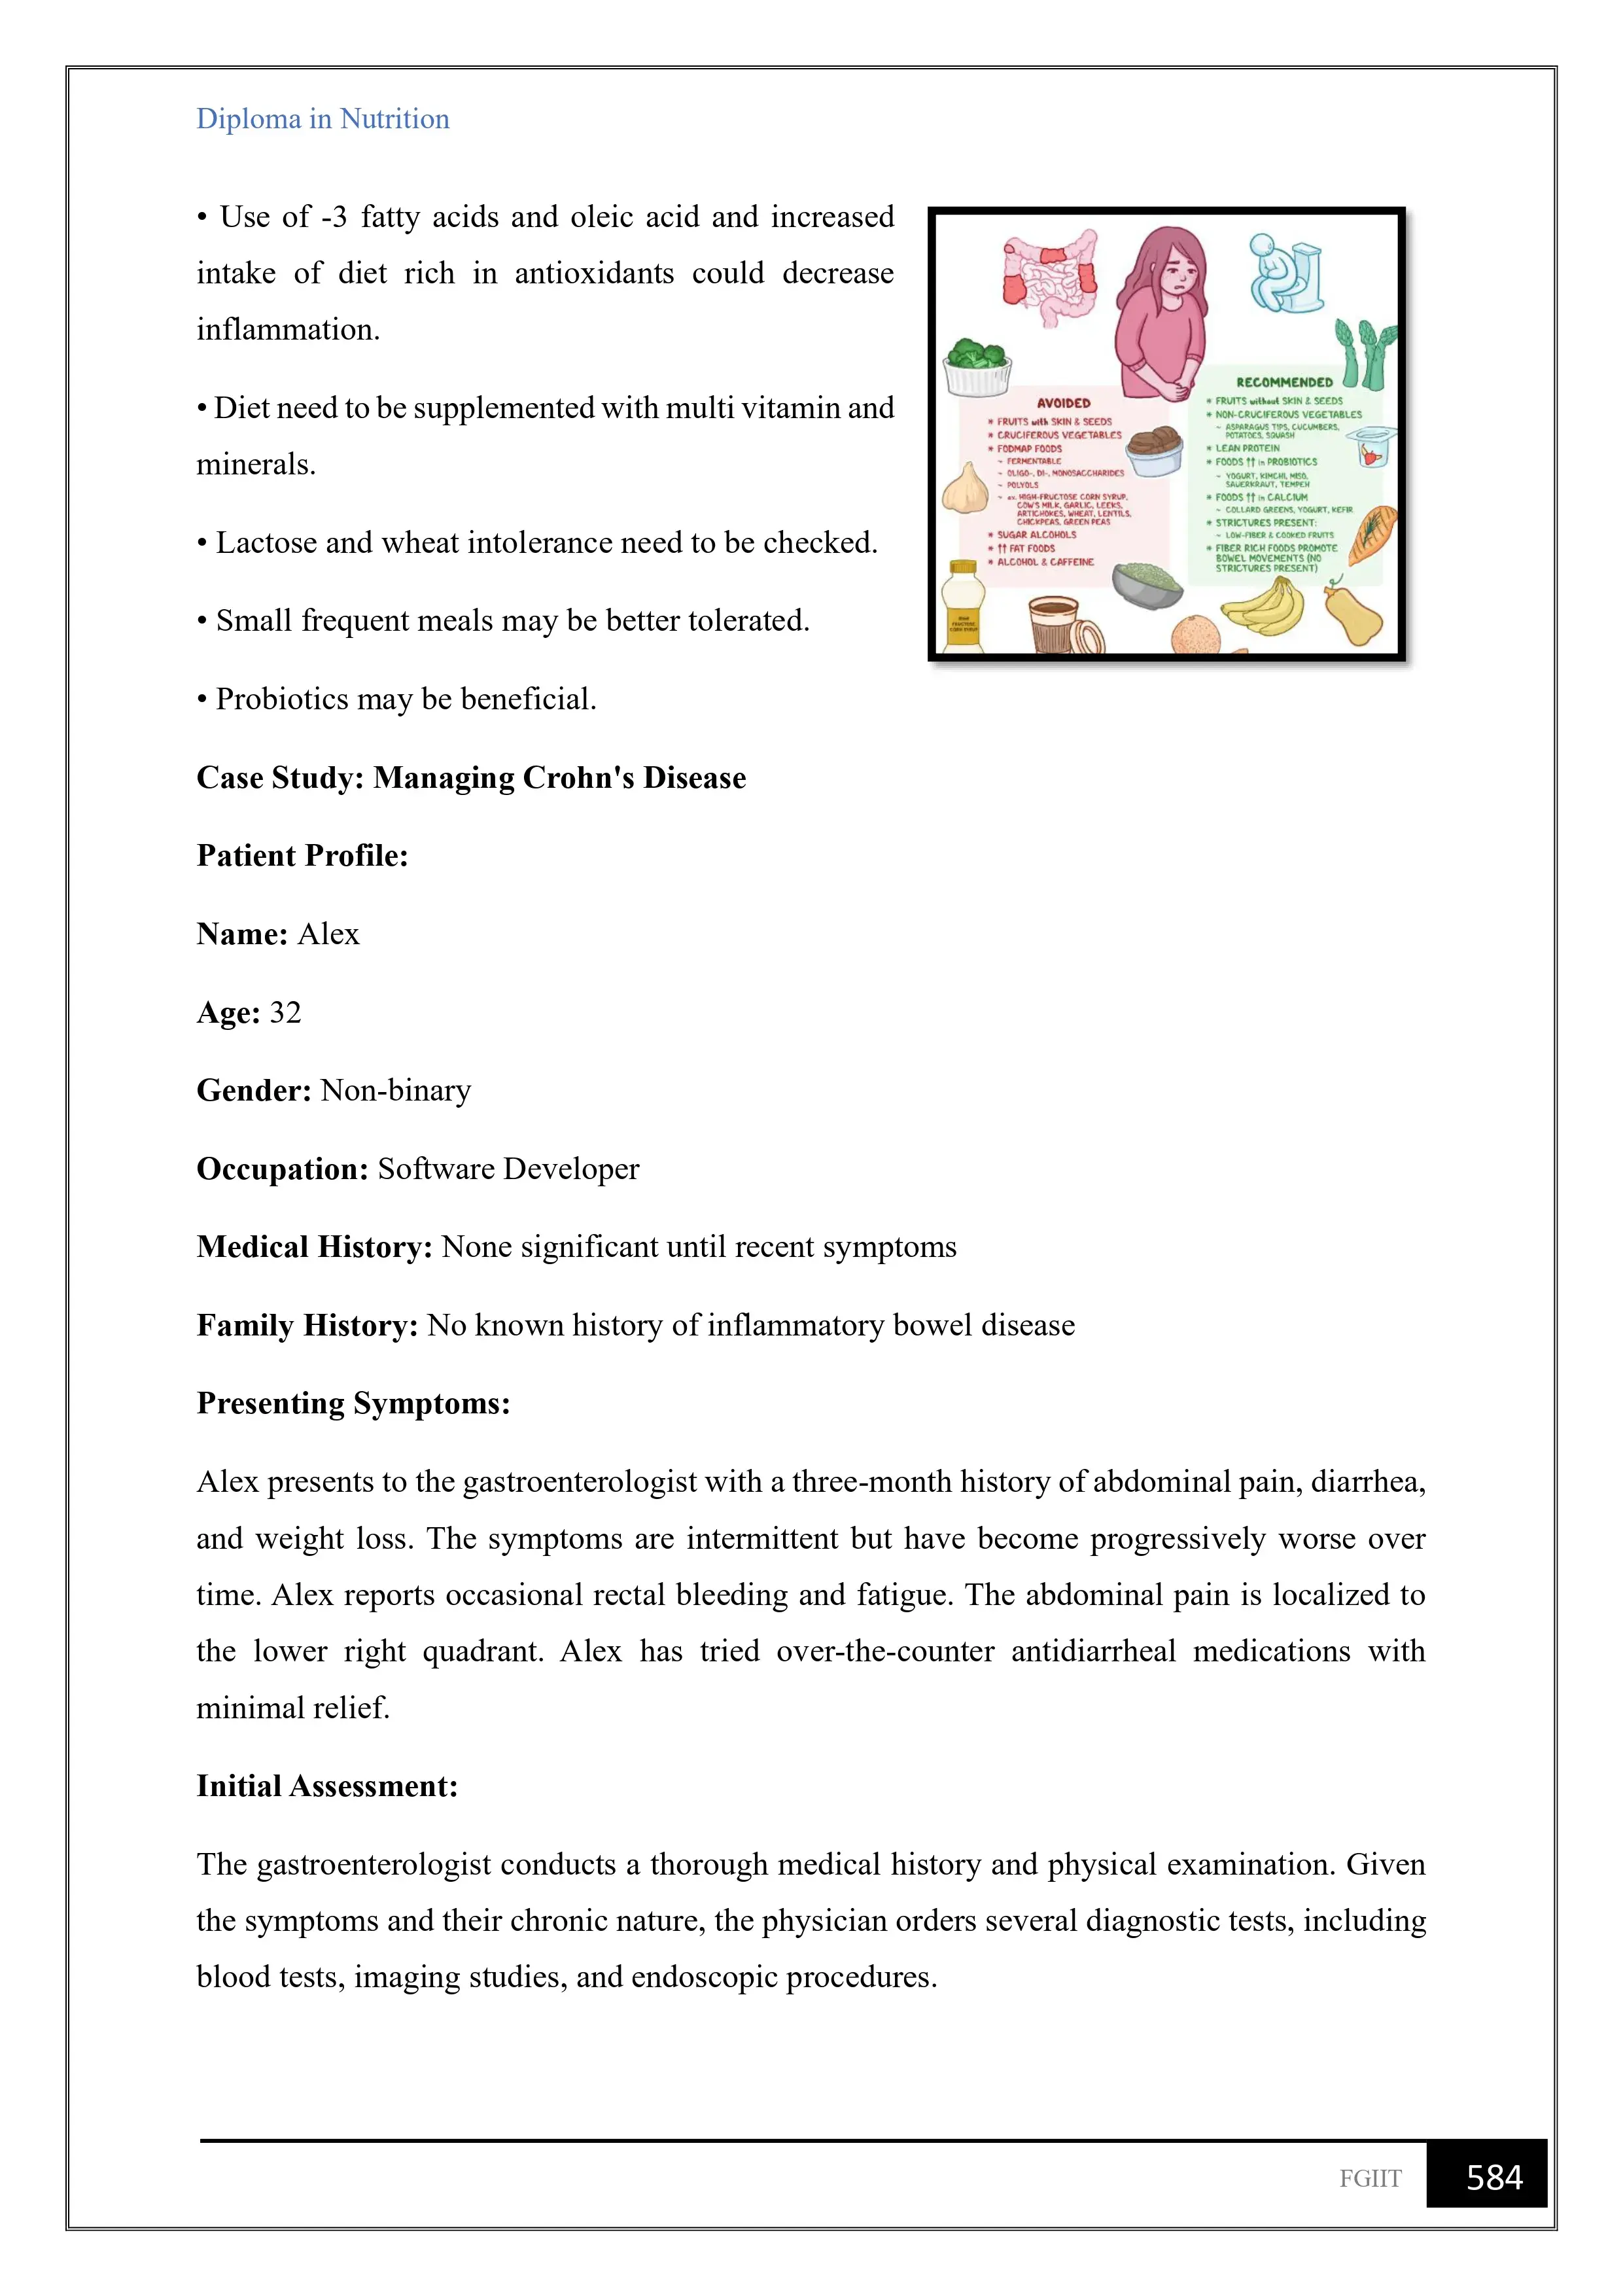 Diploma in Nutrition
• Use of -3 fatty acids and oleic acid and increased
intake of diet rich in antioxidants could decrease
inflammation.
• Diet need to be supplemented with multi vitamin and
minerals.
• Lactose and wheat intolerance need to be checked.
• Small frequent meals may be better tolerated.
• Probiotics may be beneficial.
AVOIDED
* FRUITS with SKIN & SEEDS
* CRUCIFEROUS VEGETABLES
* FODMAP FOODS
~ FERMENTABLE
~ OLIGO-, DI-, MONOSACCHARIDES
~ POLYOLS
~ ex. HIGH-FRUCTOSE CORN SYRUP,
COW'S MILK, GARLIC, LEEKS,
ARTICHOKES, WHEAT, LENTILS,
CHICKPEAS, GREEN PEAS
* SUGAR ALCOHOLS
* ↑↑ FAT FOODS
* ALCOHOL & CAFFEINE
HIGH
FRUCTOSE
CORN SYRUP
RECOMMENDED
* FRUITS without SKIN & SEEDS
* NON-CRUCIFEROUS VEGETABLES
~ ASPARAGUS TIPS, CUCUMBERS,
POTATOES, SQUASH
* LEAN PROTEIN
* FOODS ↑↑ in PROBIOTICS
~ YOGURT, KIMCHI, MISO,
SAUERKRAUT, TEMPEH
* FOODS ↑↑ in CALCIUM
~ COLLARD GREENS, YOGURT, KEFIR
* STRICTURES PRESENT:
~ LOW-FIBER & COOKED FRUITS
* FIBER RICH FOODS PROMOTE
BOWEL MOVEMENTS (NO
STRICTURES PRESENT)
Case Study: Managing Crohn's Disease
Patient Profile:
Name: Alex
Age: 32
Gender: Non-binary
Occupation: Software Developer
Medical History: None significant until recent symptoms
Family History: No known history of inflammatory bowel disease
Presenting Symptoms:
Alex presents to the gastroenterologist with a three-month history of abdominal pain, diarrhea,
and weight loss. The symptoms are intermittent but have become progressively worse over
time. Alex reports occasional rectal bleeding and fatigue. The abdominal pain is localized to
the lower right quadrant. Alex has tried over-the-counter antidiarrheal medications with
minimal relief.
Initial Assessment:
The gastroenterologist conducts a thorough medical history and physical examination. Given
the symptoms and their chronic nature, the physician orders several diagnostic tests, including
blood tests, imaging studies, and endoscopic procedures.
FGIIT 584